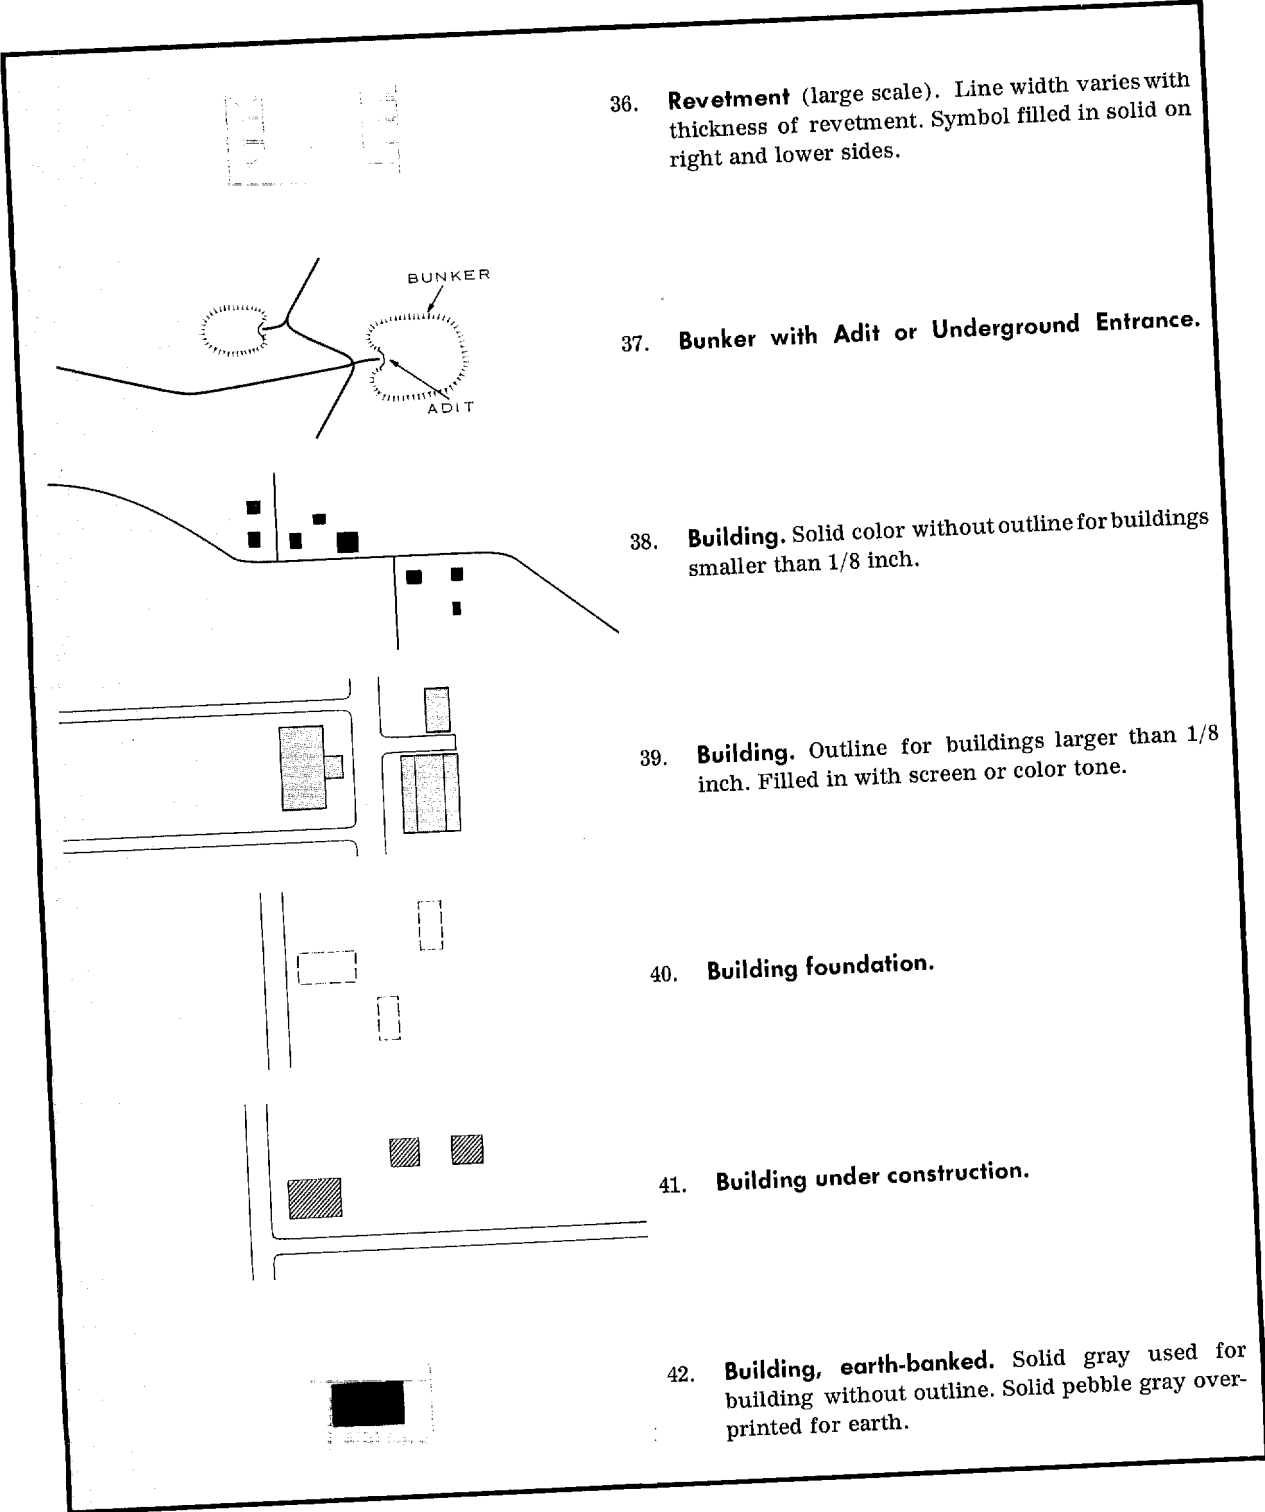 36. Revetment (large scale). Line width varies with
thickness of revetment. Symbol filled in solid on
right and lower sides.
BUNKER
ADIT
37. Bunker with Adit or Underground Entrance.
38. Building. Solid color without outline for buildings
smaller than 1/8 inch.
39. Building. Outline for buildings larger than 1/8
inch. Filled in with screen or color tone.
40. Building foundation.
41. Building under construction.
42. Building, earth-banked. Solid gray used for
building without outline. Solid pebble gray over-
printed for earth.